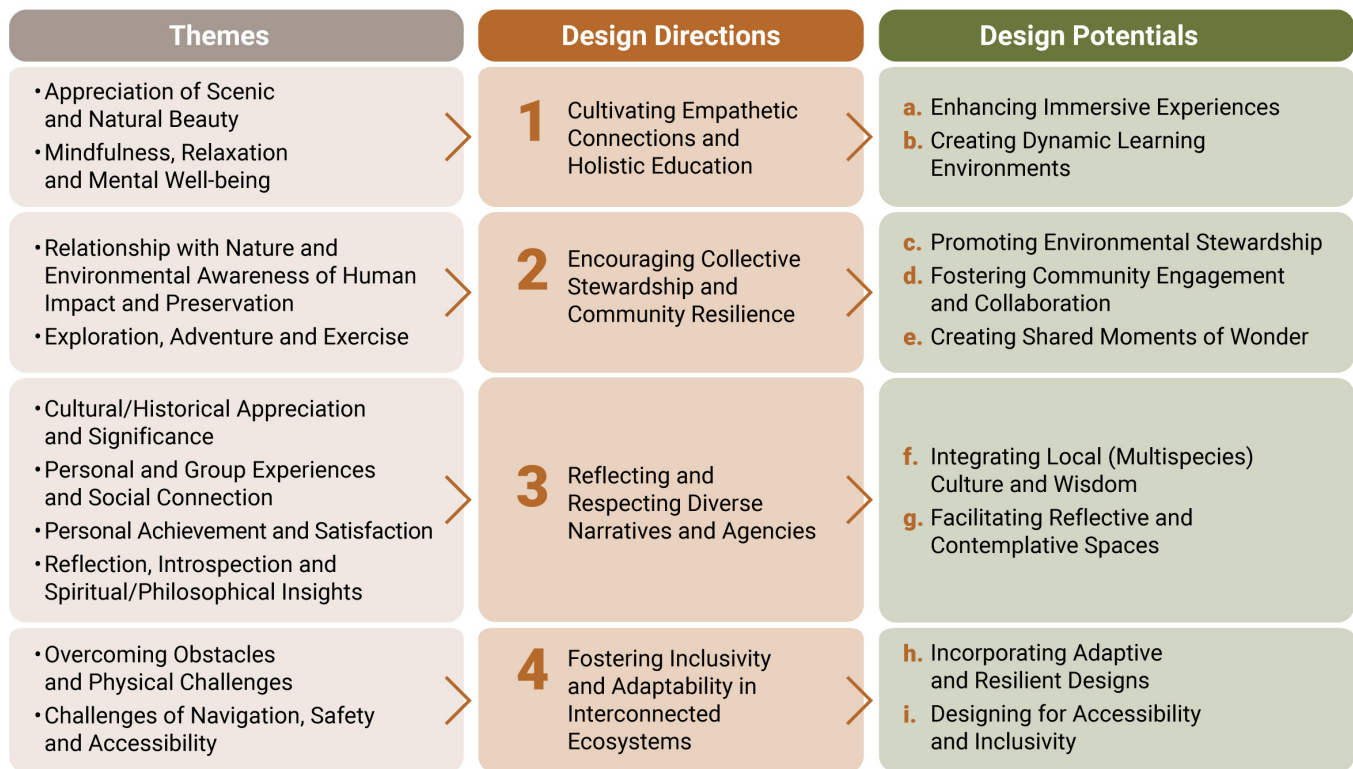 Themes
Design Directions
Design Potentials
•Appreciation of Scenic
and Natural Beauty
•Mindfulness, Relaxation
and Mental Well-being
1
Cultivating Empathetic
Connections and
Holistic Education
a. Enhancing Immersive Experiences
b. Creating Dynamic Learning
Environments
•Relationship with Nature and
Environmental Awareness of Human
Impact and Preservation
•Exploration, Adventure and Exercise
2
Encouraging Collective
Stewardship and
Community Resilience
c. Promoting Environmental Stewardship
d. Fostering Community Engagement
and Collaboration
e. Creating Shared Moments of Wonder
•Cultural/Historical Appreciation
and Significance
•Personal and Group Experiences
and Social Connection
•Personal Achievement and Satisfaction
•Reflection, Introspection and
Spiritual/Philosophical Insights
3
Reflecting and
Respecting Diverse
Narratives and Agencies
f. Integrating Local (Multispecies)
Culture and Wisdom
g. Facilitating Reflective and
Contemplative Spaces
•Overcoming Obstacles
and Physical Challenges
•Challenges of Navigation, Safety
and Accessibility
4
Fostering Inclusivity
and Adaptability in
Interconnected
Ecosystems
h. Incorporating Adaptive
and Resilient Designs
i. Designing for Accessibility
and Inclusivity